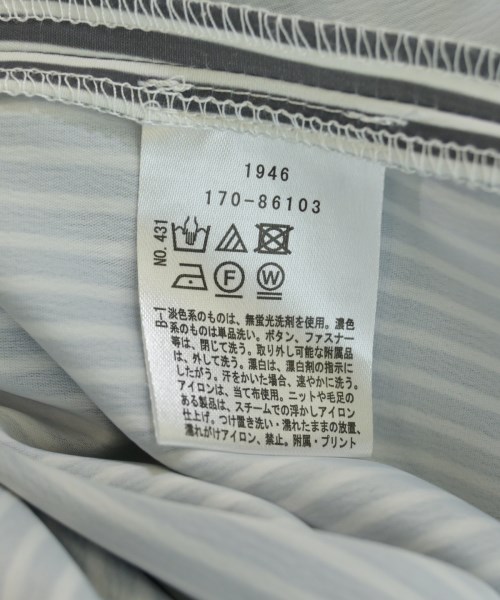 1946
170-86103
NO. 431
F
W
B-1
淡色系のものは、無蛍光洗剤を使用。濃色
系のものは単品洗い。ボタン、ファスナー
等は、閉じて洗う。取り外し可能な附属品
は、外して洗う。漂白は、漂白剤の指示に
したがう。汗をかいた場合、速やかに洗う。
アイロンは、当て布使用。ニットや毛足の
ある製品は、スチームでの浮かしアイロン
仕上げ。つけ置き洗い・濡れたままの放置、
濡れがけアイロン、禁止。附属・プリント